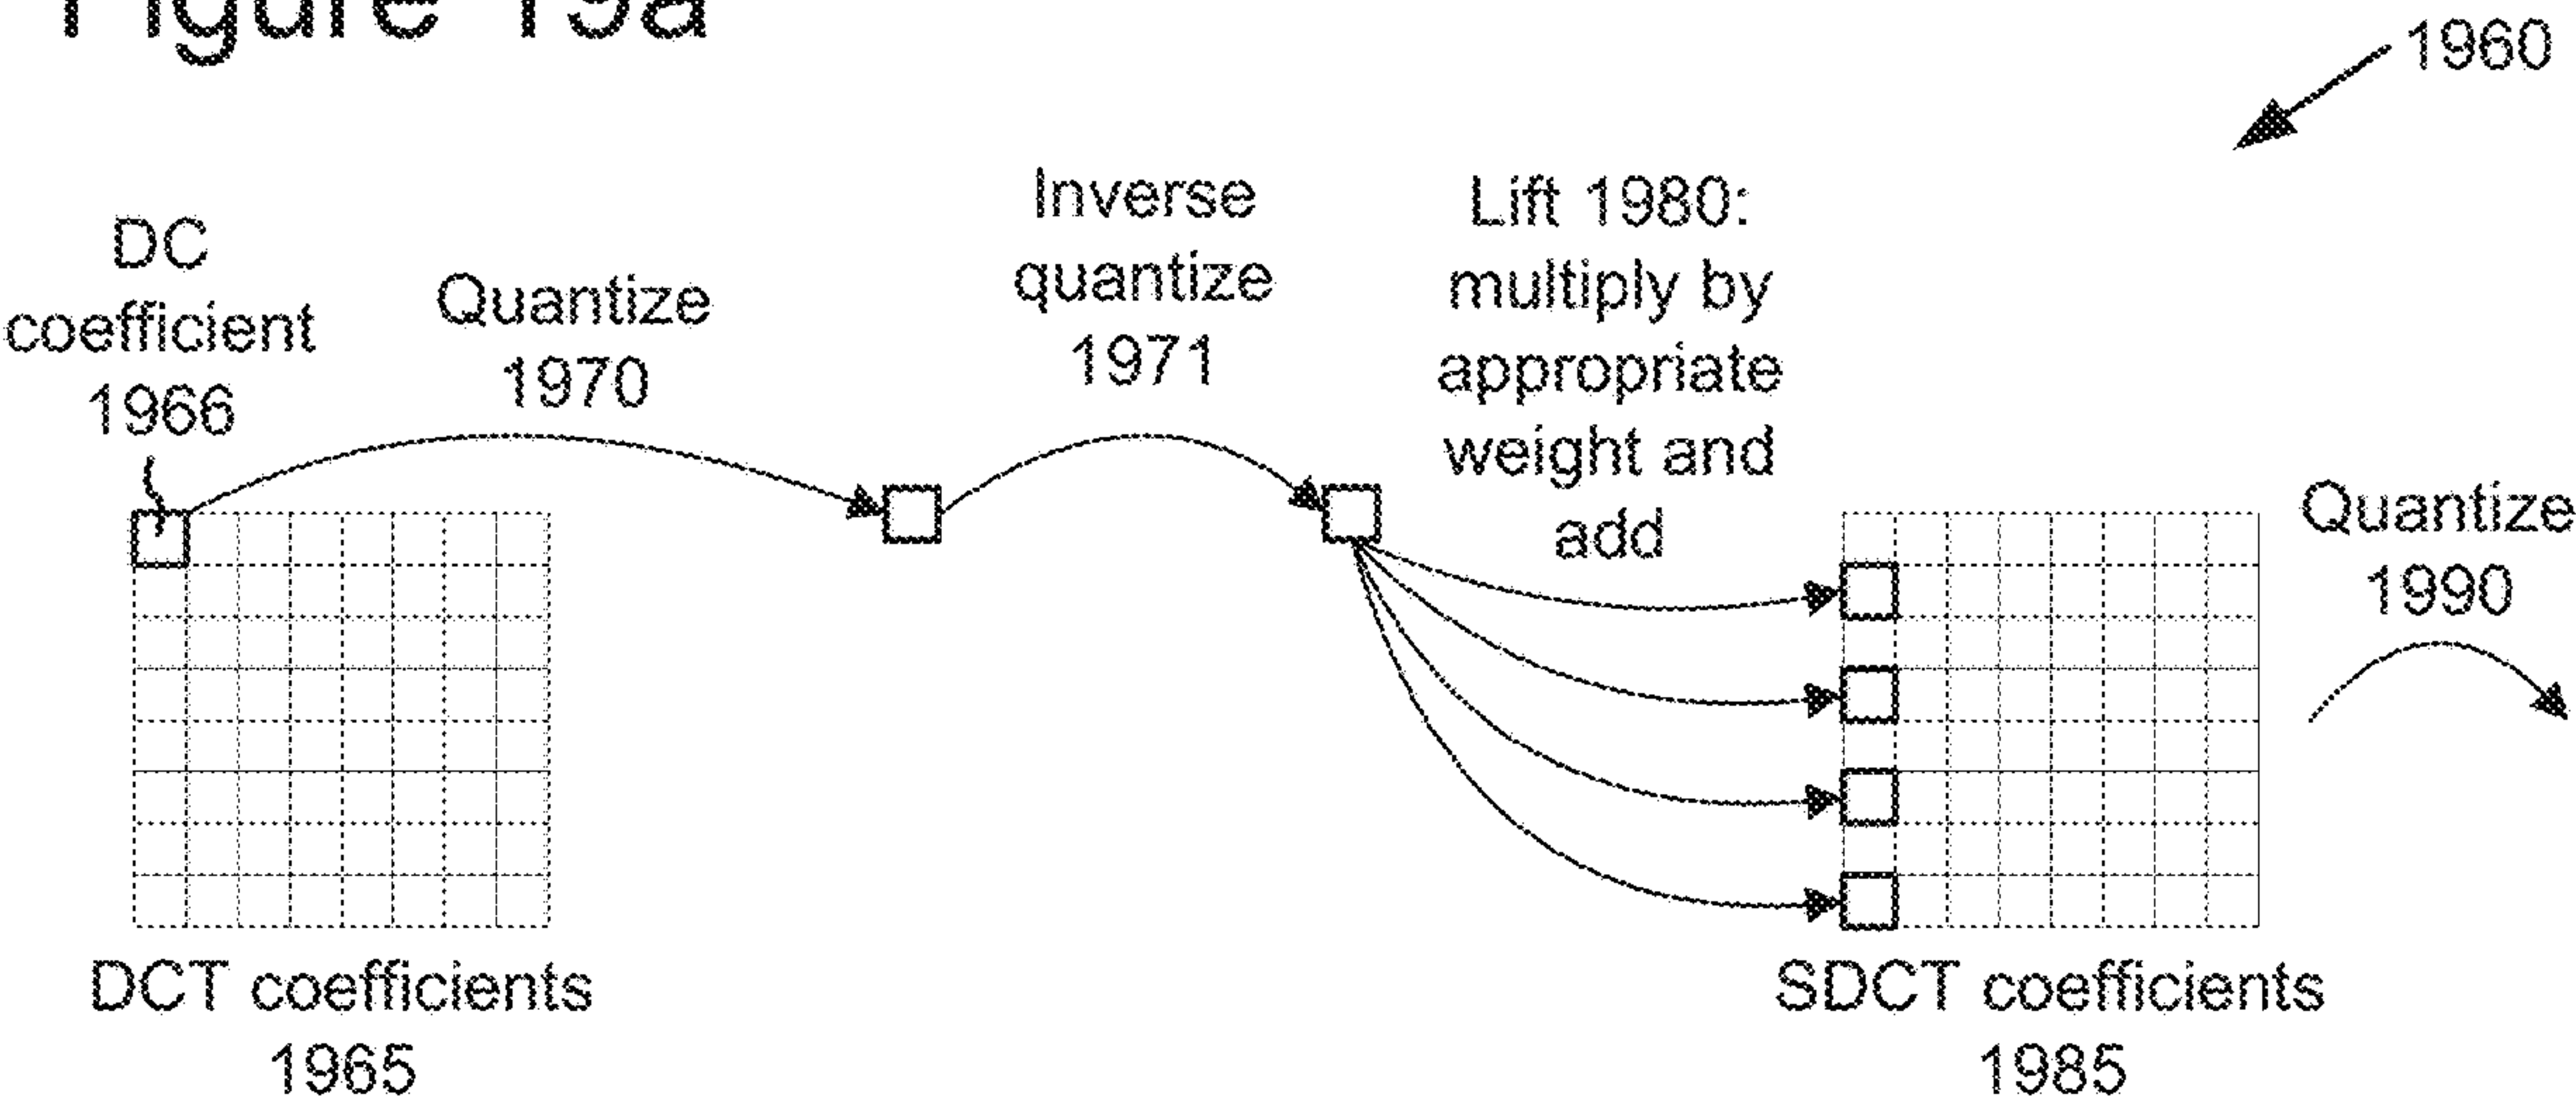 Figure 19a
1960
DC
coefficient
1966
Quantize
1970
Inverse
quantize
1971
Lift 1980:
multiply by
appropriate
weight and
add
Quantize
1990
DCT coefficients
1965
SDCT coefficients
1985